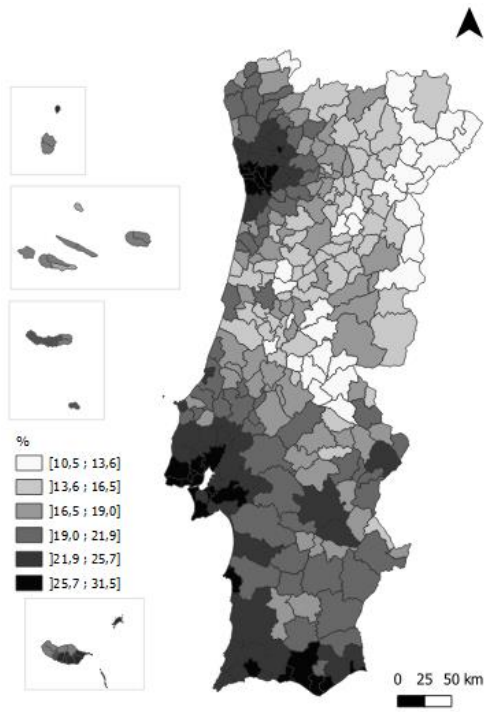 %
]10,5 ; 13,6]
]13,6 ; 16,5]
]16,5 ; 19,0]
]19,0 ; 21,9]
]21,9 ; 25,7]
]25,7 ; 31,5]
0 25 50 km